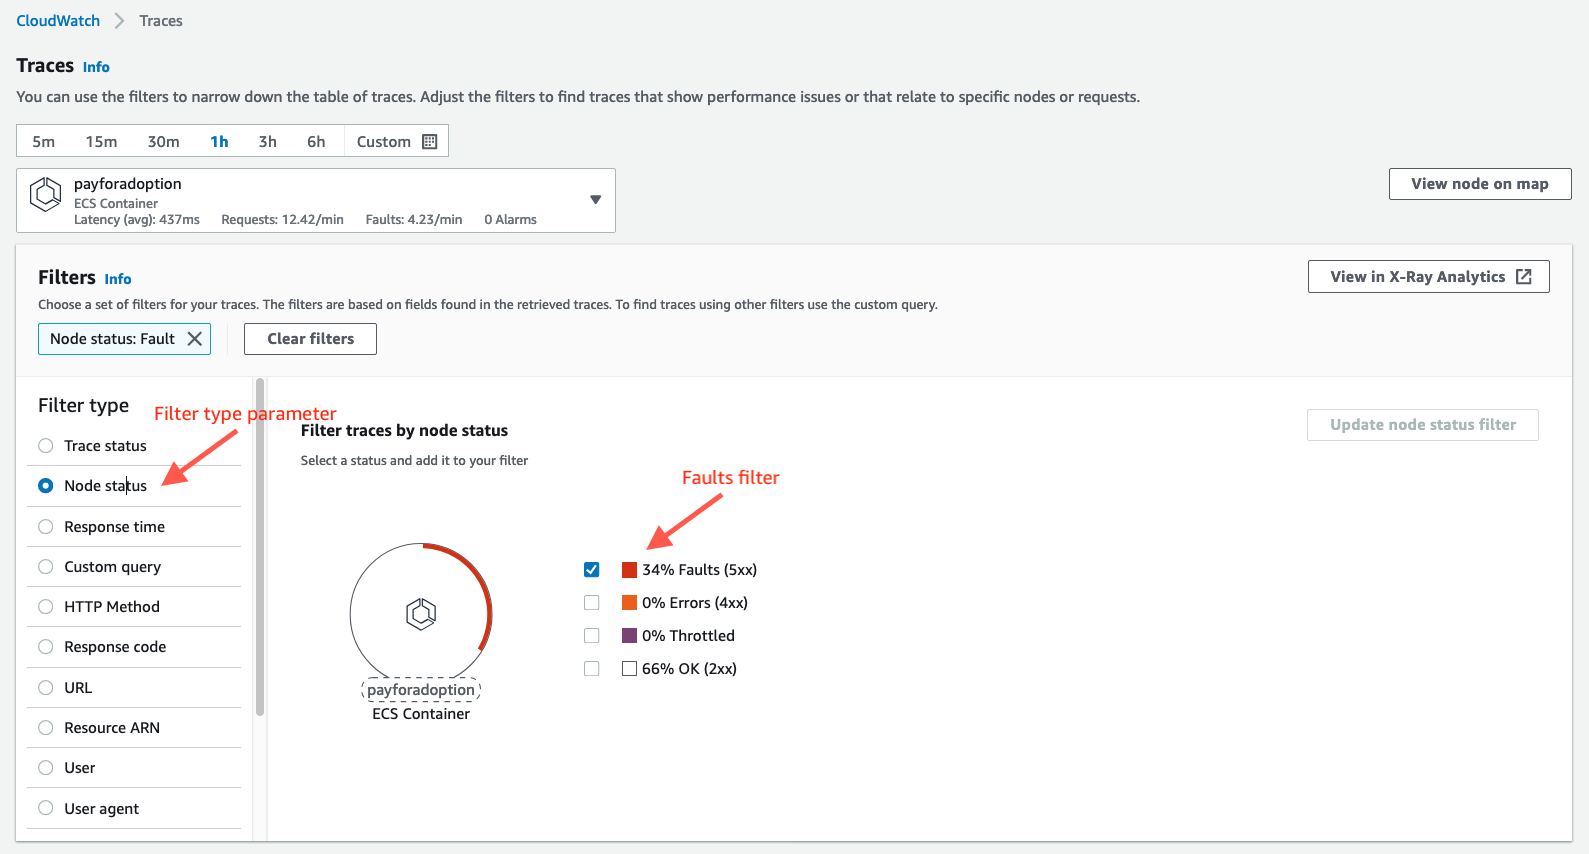 CloudWatch > Traces
Traces Info
You can use the filters to narrow down the table of traces. Adjust the filters to find traces that show performance issues or that relate to specific nodes or requests.
5m 15m 30m 1h 3h 6h Custom
payforadoption
ECS Container
Latency (avg): 437ms Requests: 12.42/min Faults: 4.23/min 0 Alarms
View node on map
Filters Info
View in X-Ray Analytics
Choose a set of filters for your traces. The filters are based on fields found in the retrieved traces. To find traces using other filters use the custom query.
Node status: Fault
Clear filters
Filter type
Filter type parameter
Trace status
Node status
Response time
Custom query
HTTP Method
Response code
URL
Resource ARN
User
User agent
Filter traces by node status
Update node status filter
Select a status and add it to your filter
Faults filter
34% Faults (5xx)
0% Errors (4xx)
0% Throttled
66% OK (2xx)
payforadoption
ECS Container